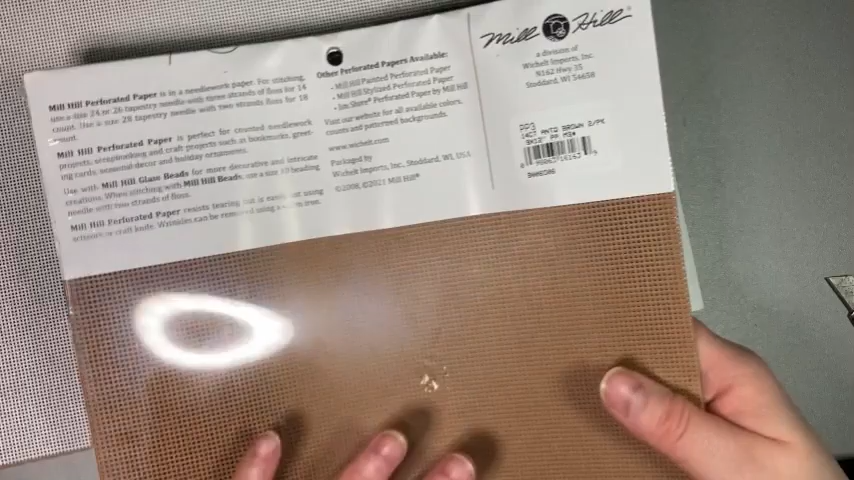 Mill Hill Perforated Paper is in a needlework paper. For stitching,
use a size 24 or 26 tapestry needle with three strands of floss for 14
count. Use a size 28 tapestry needle with two strands of floss for 18
count.
Mill Hill Perforated Paper is perfect for counted needlework
projects, scrapbooking and craft projects such as bookmarks, greet-
ing cards, seasonal decor and holiday ornaments.
Use with Mill Hill Glass Beads for more decorative and intricate
creations. When stitching with Mill Hill Beads, use a size 10 beading
needle with two strands of floss.
Mill Hill Perforated Paper resists tearing, but is easily cut using
scissors or craft knife. Wrinkles can be removed using a iron.
Other Perforated Papers Available:
- Mill Hill Painted Perforated Paper
- Mill Hill Stylized Perforated Paper
- Jim Shore® Perforated Paper by Mill Hill
Visit our website for all available colors,
counts and patterned backgrounds.
www.wichelt.com
Packaged by
Wichelt Imports, Inc., Stoddard, WI, USA
©2008, ©2021 Mill Hill®
Mill Hill®
a division of
Wichelt Imports, Inc.
N162 Hwy 35
Stoddard, WI 54658
PP3
14CT ANTQ BROWN 2/PK
9X12" PP M3*